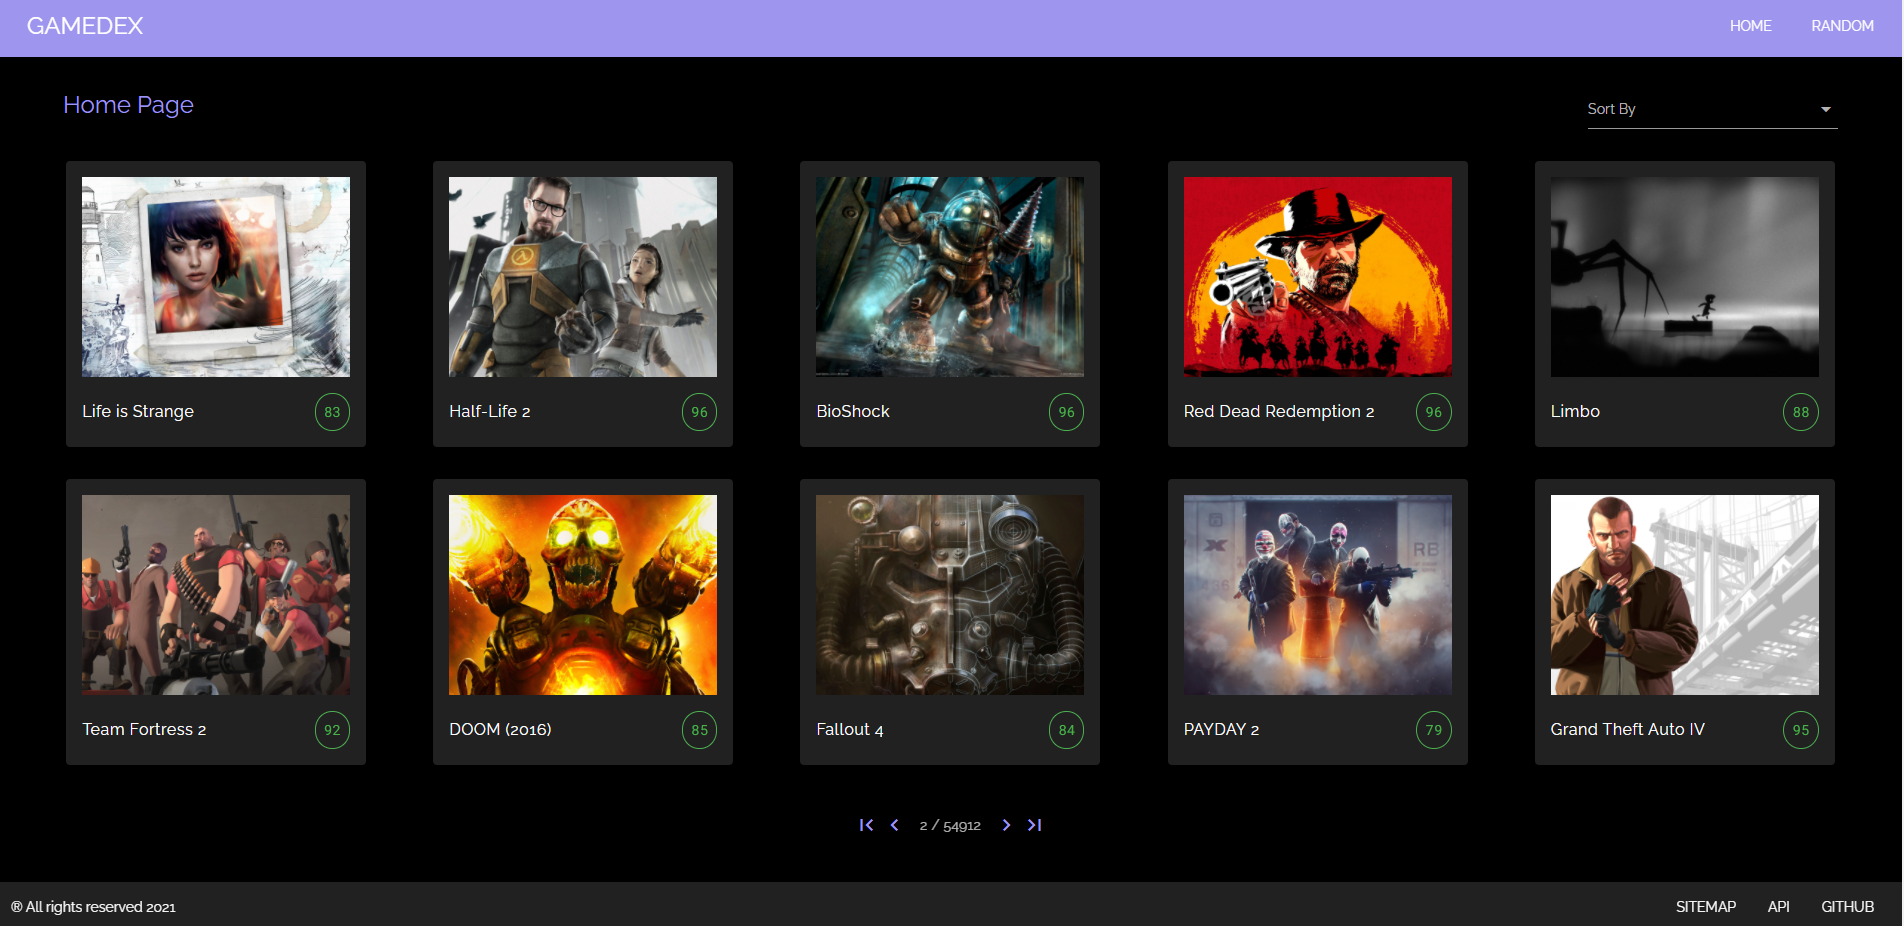 GAMEDEX
HOME
RANDOM
Home Page
Sort By
Life is Strange
83
Half-Life 2
96
BioShock
96
Red Dead Redemption 2
96
Limbo
88
RB
Team Fortress 2
92
DOOM (2016)
85
Fallout 4
84
PAYDAY 2
79
Grand Theft Auto IV
95
2 / 54912
® All rights reserved 2021
SITEMAP
API
GITHUB